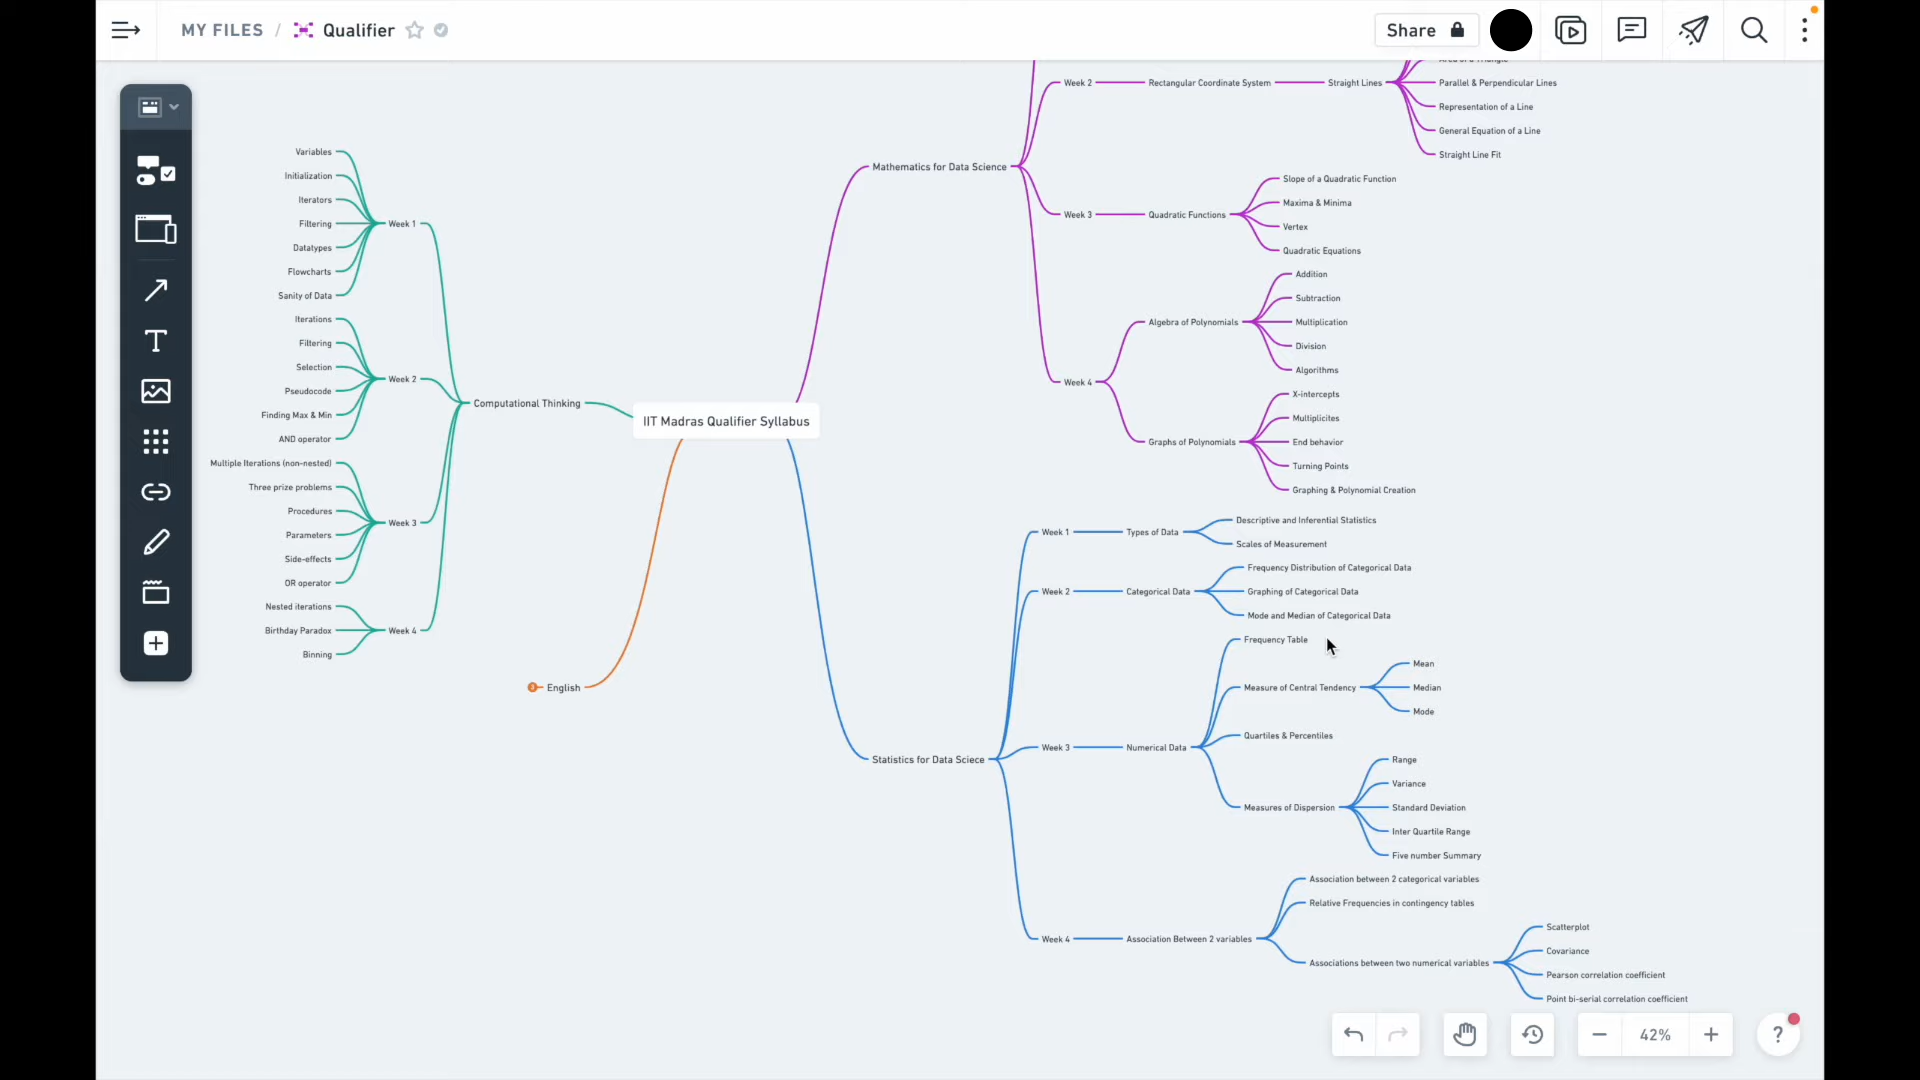 MY FILES / Qualifier
Share
Variables
Initialization
Iterators
Filtering
Datatypes
Flowcharts
Sanity of Data
Week 1
Iterations
Filtering
Selection
Pseudocode
Finding Max & Min
AND operator
Week 2
Multiple Iterations (non-nested)
Three prize problems
Procedures
Parameters
Side-effects
OR operator
Week 3
Nested iterations
Birthday Paradox
Binning
Week 4
Computational Thinking
IIT Madras Qualifier Syllabus
English
Mathematics for Data Science
Week 2
Rectangular Coordinate System
Straight Lines
Parallel & Perpendicular Lines
Representation of a Line
General Equation of a Line
Straight Line Fit
Week 3
Quadratic Functions
Slope of a Quadratic Function
Maxima & Minima
Vertex
Quadratic Equations
Week 4
Algebra of Polynomials
Addition
Subtraction
Multiplication
Division
Algorithms
Graphs of Polynomials
X-intercepts
Multiplicites
End behavior
Turning Points
Graphing & Polynomial Creation
Statistics for Data Sciece
Week 1
Types of Data
Descriptive and Inferential Statistics
Scales of Measurement
Week 2
Categorical Data
Frequency Distribution of Categorical Data
Graphing of Categorical Data
Mode and Median of Categorical Data
Week 3
Numerical Data
Frequency Table
Measure of Central Tendency
Mean
Median
Mode
Quartiles & Percentiles
Measures of Dispersion
Range
Variance
Standard Deviation
Inter Quartile Range
Five number Summary
Week 4
Association Between 2 variables
Association between 2 categorical variables
Relative Frequencies in contingency tables
Associations between two numerical variables
Scatterplot
Covariance
Pearson correlation coefficient
Point bi-serial correlation coefficient
42%
?